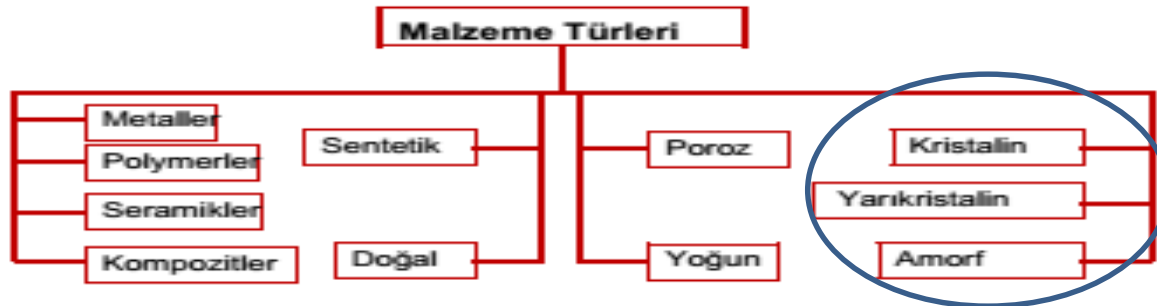 Malzeme Türleri
Metaller
Polymerler
Seramikler
Kompozitler
Sentetik
Doğal
Poroz
Yoğun
Kristalin
Yarıkristalin
Amorf